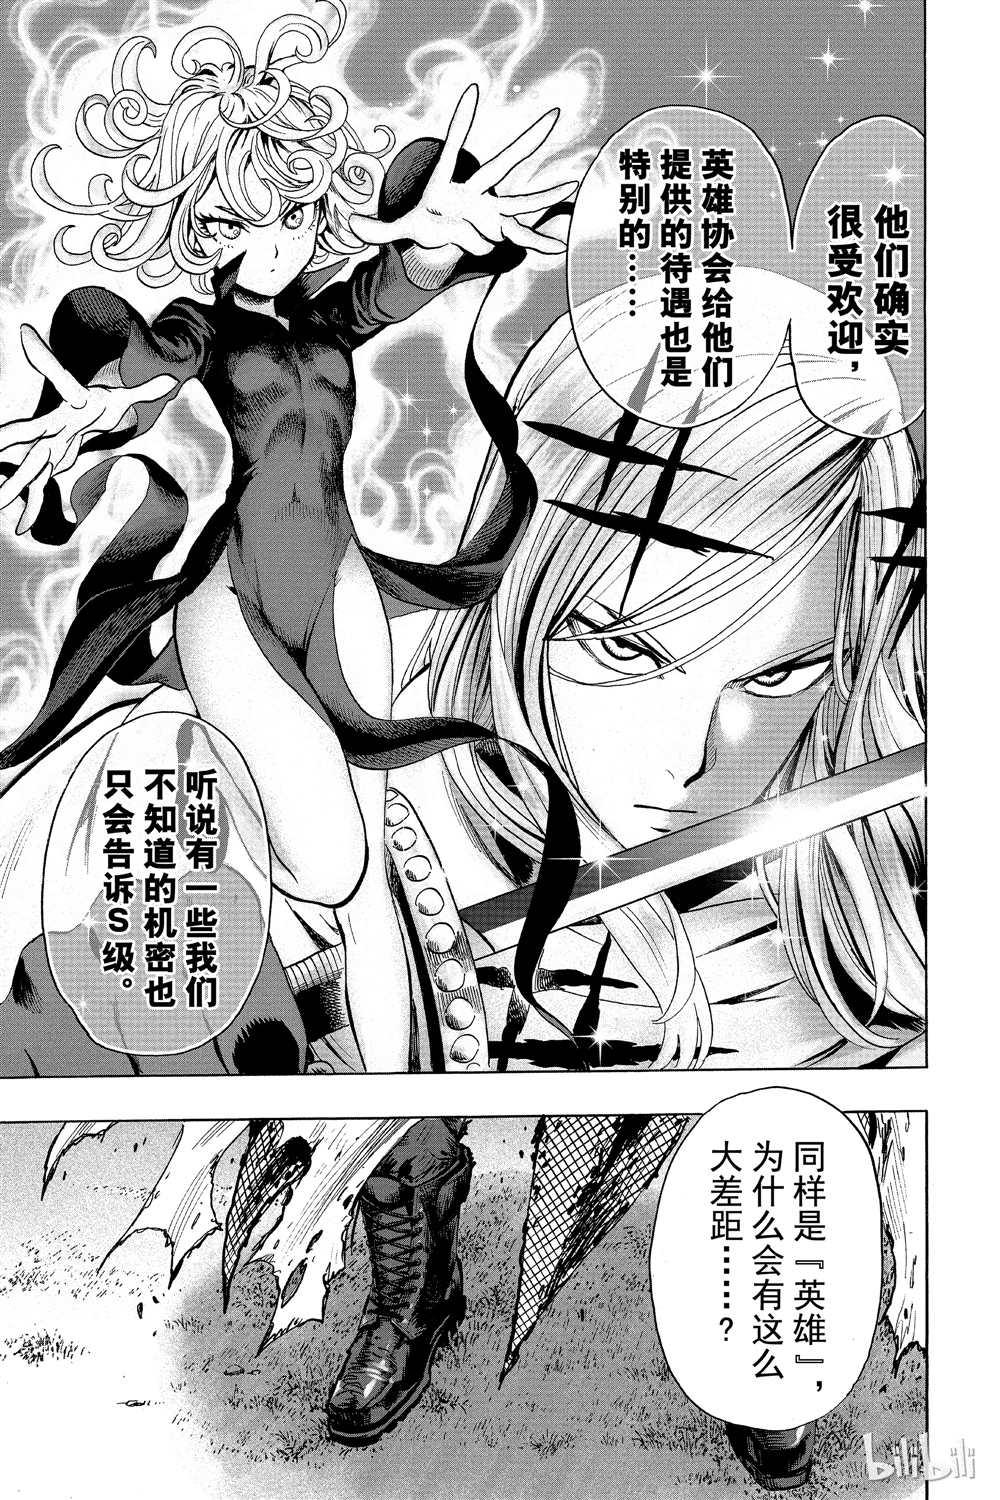 他们确实
很受欢迎，
英雄协会给他们
提供的待遇也是
特别的……
听说有一些我们
不知道的机密也
只会告诉S级。
同样是『英雄』，
为什么会有这么
大差距……？
bilibili